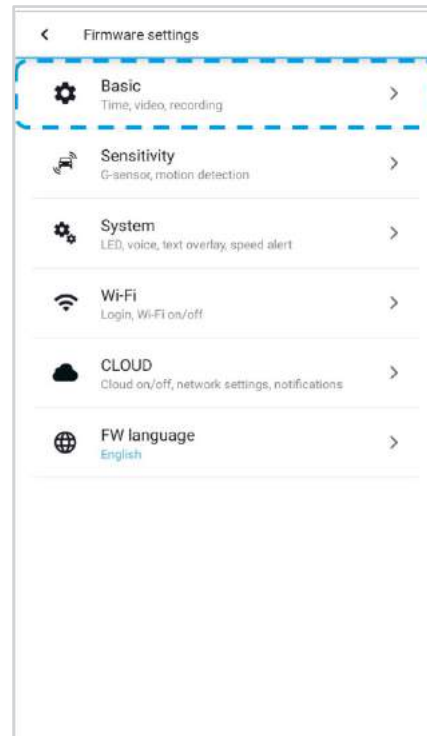 Firmware settings
Basic
Time, video, recording
Sensitivity
G-sensor, motion detection
System
LED, voice, text overlay, speed alert
Wi-Fi
Login, Wi-Fi on/off
CLOUD
Cloud on/off, network settings, notifications
FW language
English